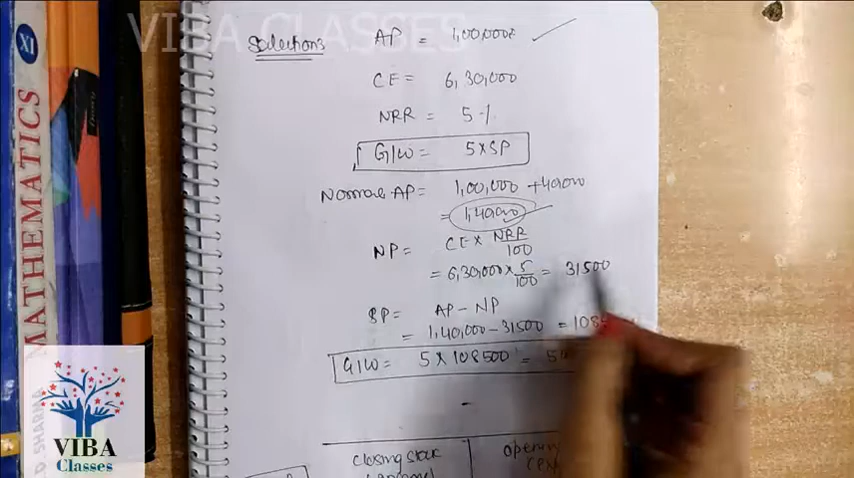 VIBA CLASSES
XI
MATHEMATICS
Solutions
AP = 1,00,000
CE = 6,30,000
NRR = 5%
G/W = 5×SP
Normal AP = 1,00,000 + 40,000
= 1,40,000
NP = CE × NRR/100
= 6,30,000 × 5/100 = 31500
SP = AP - NP
= 1,40,000 - 31500 = 108
G/W = 5 × 108500 = 54
closing stock
opening
D. SHARMA
VIBA
Classes